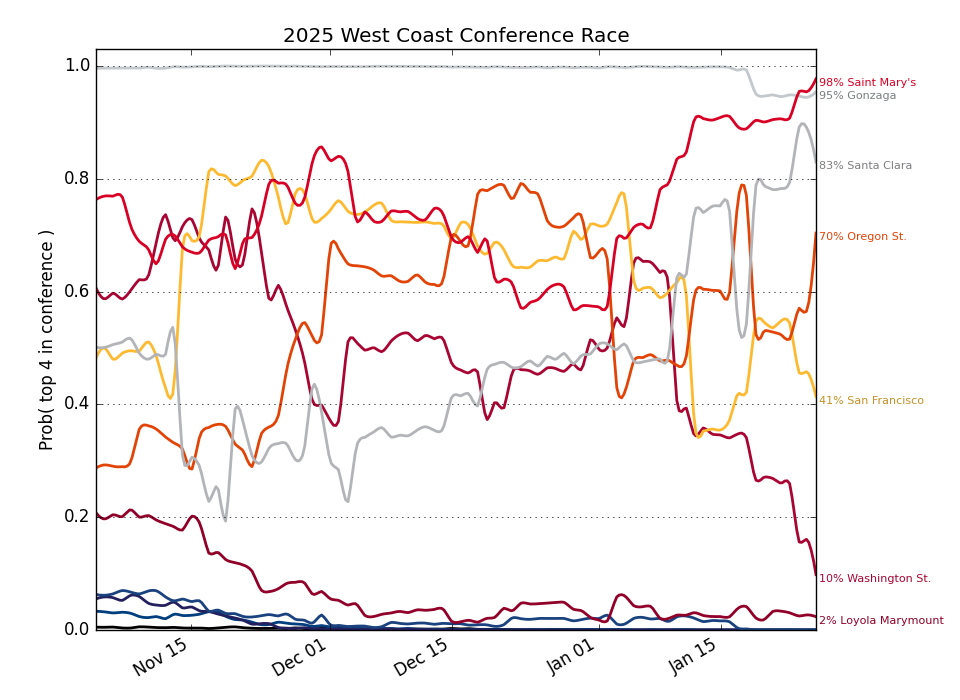 2025 West Coast Conference Race
Prob( top 4 in conference )
1.0
0.8
0.6
0.4
0.2
0.0
98% Saint Mary's
95% Gonzaga
83% Santa Clara
70% Oregon St.
41% San Francisco
10% Washington St.
2% Loyola Marymount
Nov 15
Dec 01
Dec 15
Jan 01
Jan 15